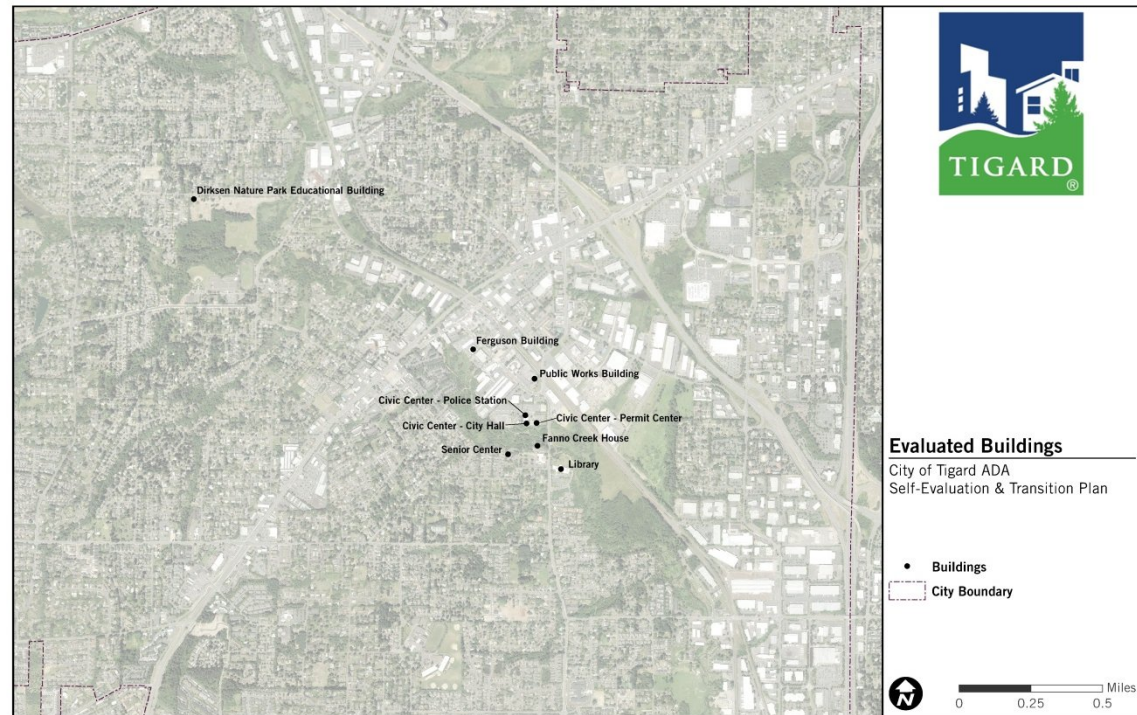 Dirksen Nature Park Educational Building
Ferguson Building
Public Works Building
Civic Center - Police Station
Civic Center - City Hall
Civic Center - Permit Center
Fanno Creek House
Senior Center
Library
TIGARD
®
Evaluated Buildings
City of Tigard ADA
Self-Evaluation & Transition Plan
Buildings
City Boundary
N
Miles
0 0.25 0.5